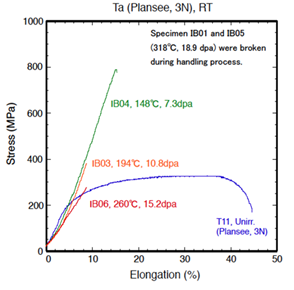 Ta (Plansee, 3N), RT
Specimen IB01 and IB05
(318℃, 18.9 dpa) were broken
during handling process.
1000
800
600
400
200
0
Stress (MPa)
IB04, 148℃, 7.3dpa
IB03, 194℃, 10.8dpa
IB06, 260℃, 15.2dpa
T11, Unirr.
(Plansee, 3N)
0 10 20 30 40 50
Elongation (%)